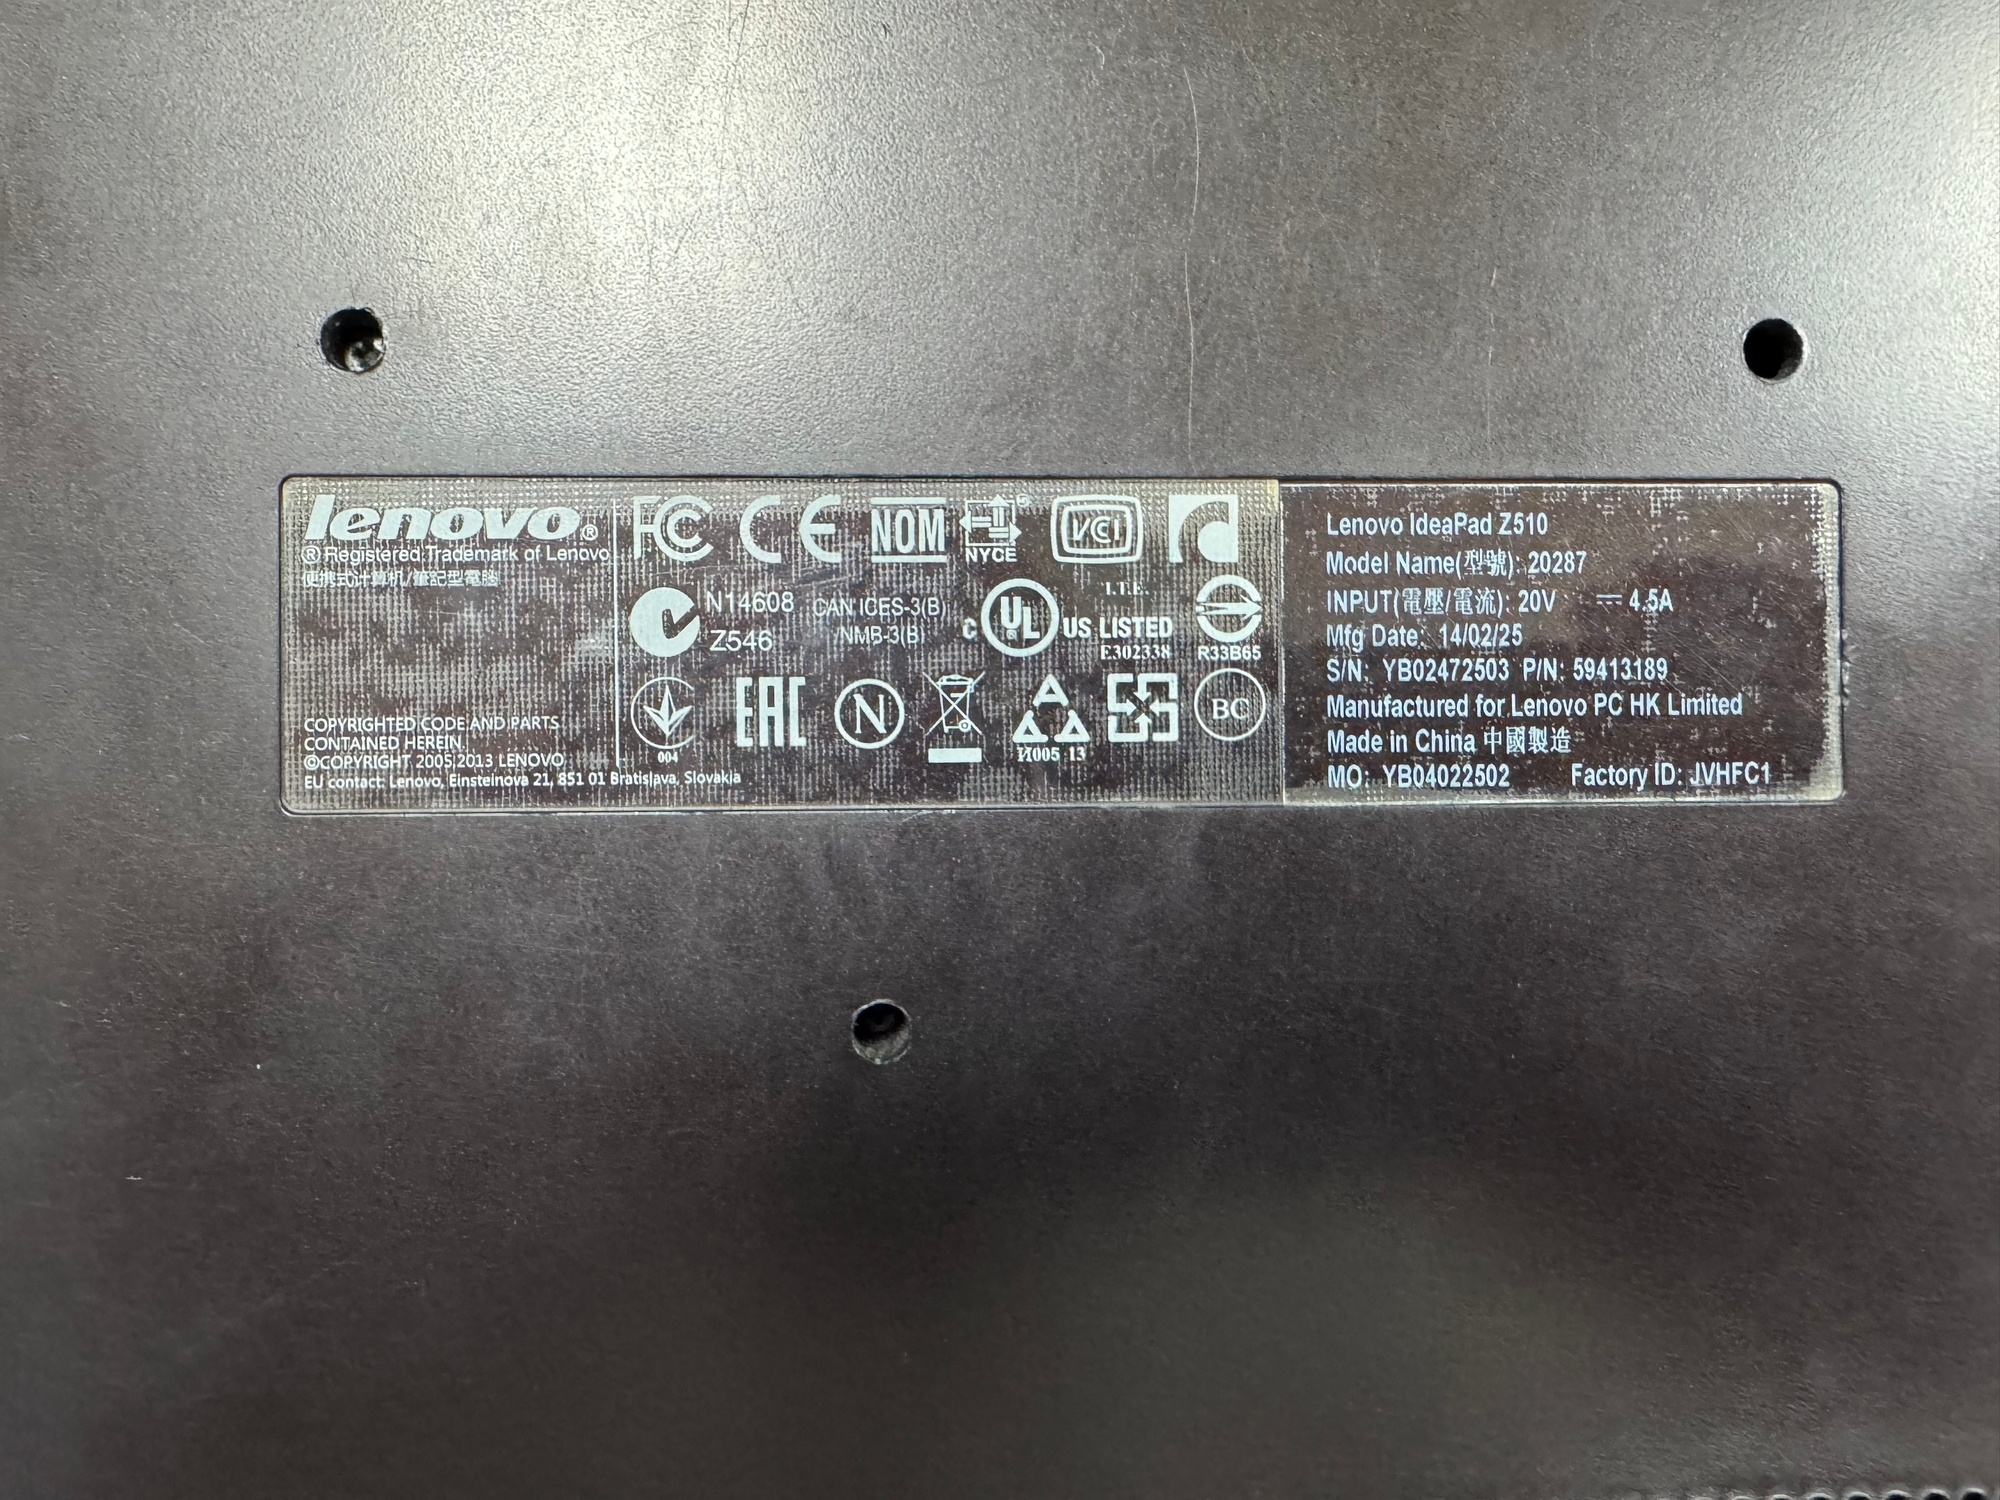 lenovo®
® Registered Trademark of Lenovo
便携式计算机/筆記型電腦
COPYRIGHTED CODE AND PARTS
CONTAINED HEREIN.
©COPYRIGHT 2005,2013 LENOVO
EU contact: Lenovo, Einsteinova 21, 851 01 Bratislava, Slovakia
FC CE NOM NYCE VCI
N14608
Z546
CAN ICES-3(B)
/NMB-3(B)
I.T.E.
C UL US LISTED
E302338
R33B65
004
EAC N BC
005 13
Lenovo IdeaPad Z510
Model Name(型號): 20287
INPUT(電壓/電流): 20V ⎓ 4.5A
Mfg Date: 14/02/25
S/N: YB02472503 P/N: 59413189
Manufactured for Lenovo PC HK Limited
Made in China 中國製造
MO: YB04022502 Factory ID: JVHFC1